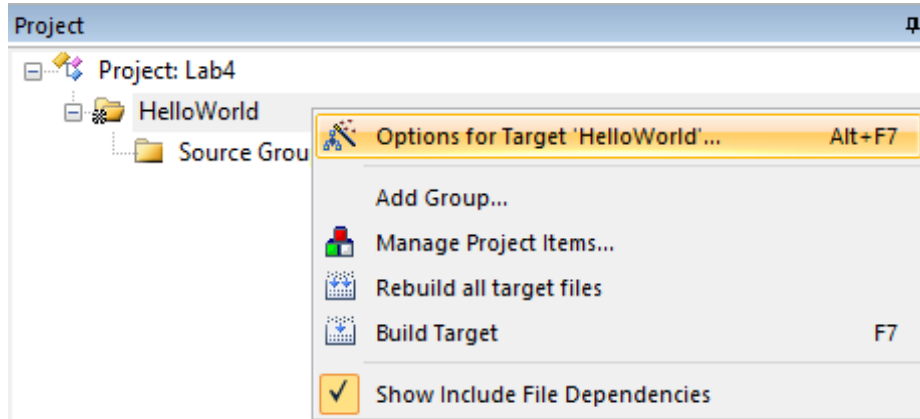 Project
Project: Lab4
HelloWorld
Source Grou
Options for Target 'HelloWorld'... Alt+F7
Add Group...
Manage Project Items...
Rebuild all target files
Build Target F7
Show Include File Dependencies